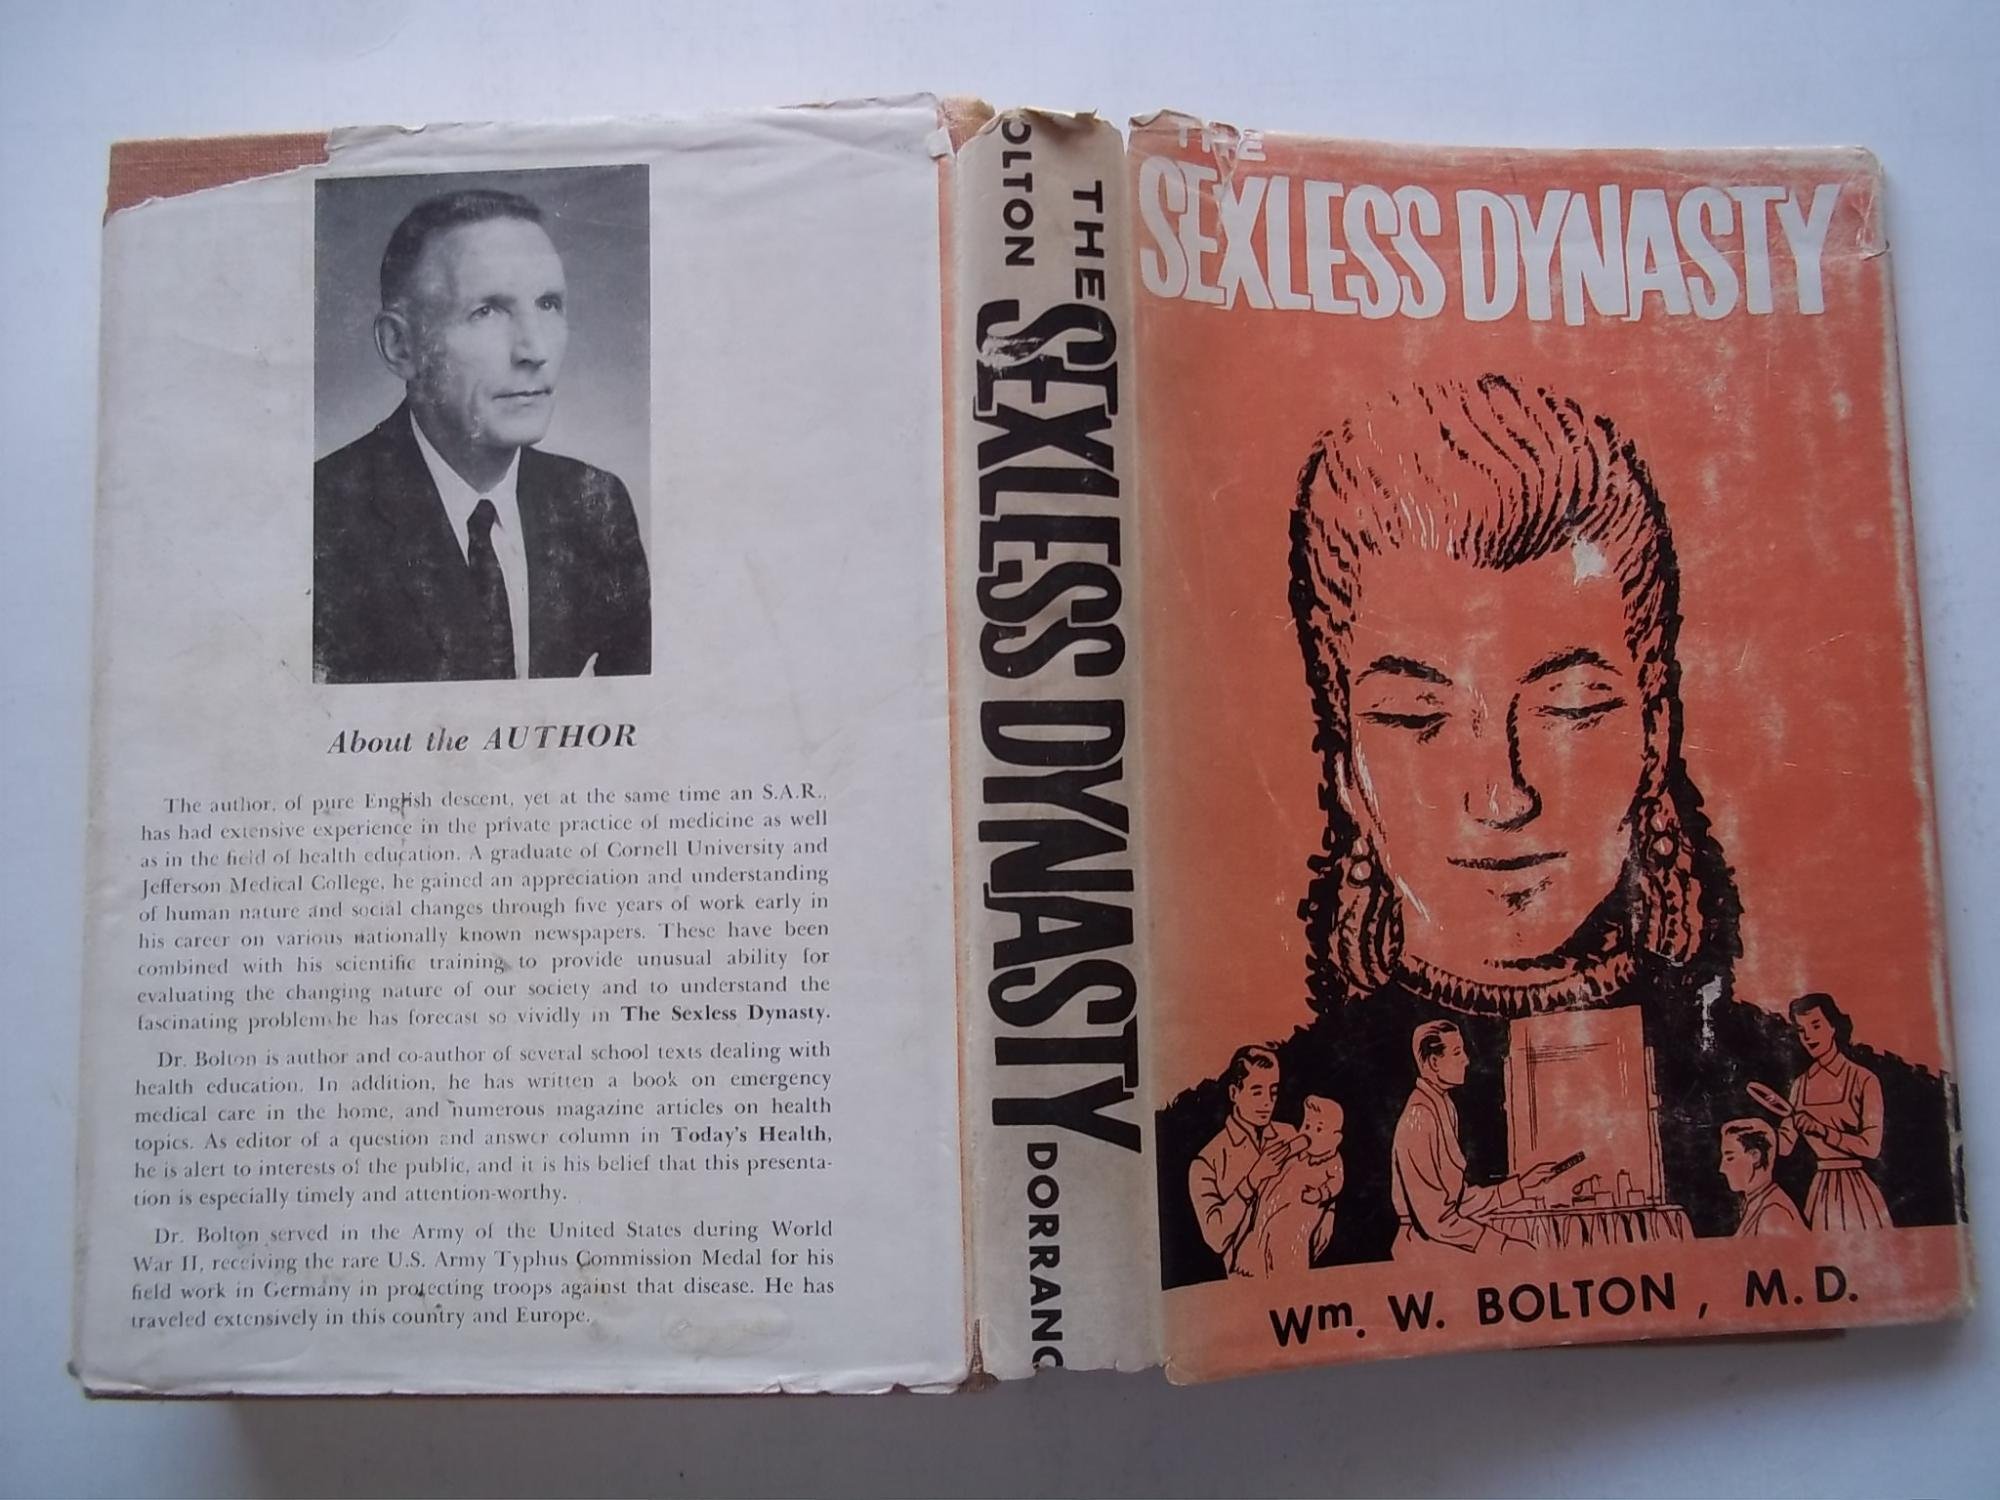 About the AUTHOR
The author, of pure English descent, yet at the same time an S.A.R.,
has had extensive experience in the private practice of medicine as well
as in the field of health education. A graduate of Cornell University and
Jefferson Medical College, he gained an appreciation and understanding
of human nature and social changes through five years of work early in
his career on various nationally known newspapers. These have been
combined with his scientific training to provide unusual ability for
evaluating the changing nature of our society and to understand the
fascinating problem he has forecast so vividly in The Sexless Dynasty.
Dr. Bolton is author and co-author of several school texts dealing with
health education. In addition, he has written a book on emergency
medical care in the home, and numerous magazine articles on health
topics. As editor of a question and answer column in Today's Health,
he is alert to interests of the public, and it is his belief that this presenta-
tion is especially timely and attention-worthy.
Dr. Bolton served in the Army of the United States during World
War II, receiving the rare U.S. Army Typhus Commission Medal for his
field work in Germany in protecting troops against that disease. He has
traveled extensively in this country and Europe.
OLTON
THE
SEXLESS DYNASTY
DORRANC
THE
SEXLESS DYNASTY
Wm. W. BOLTON, M.D.